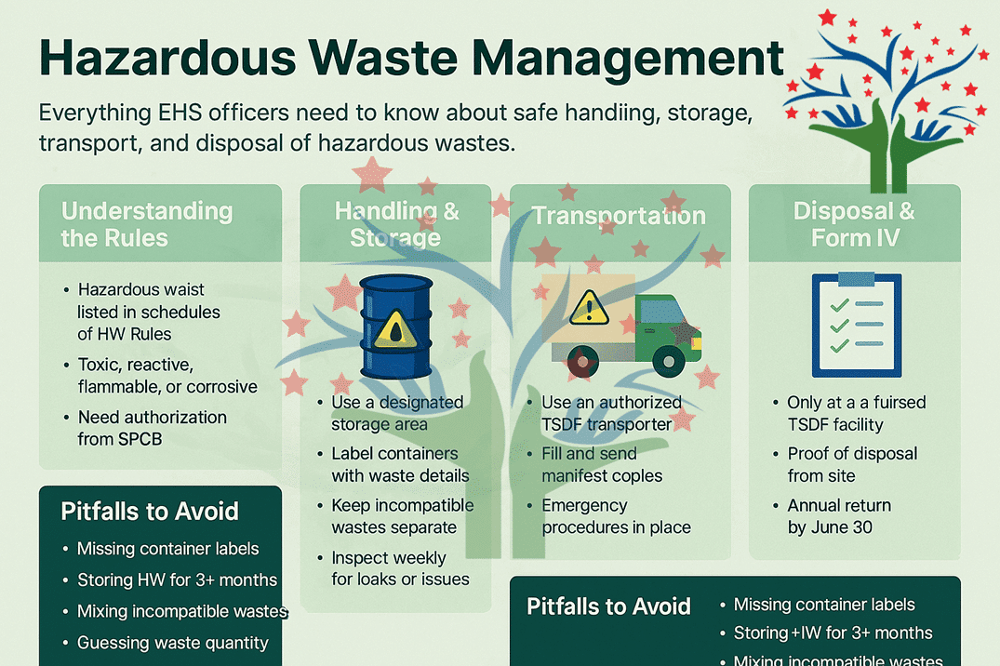 Hazardous Waste Management
Everything EHS officers need to know about safe handiing, storage,
transport, and disposal of hazardous wastes.
Understanding
the Rules
• Hazardous waist
listed in schedules
of HW Rules
• Toxic, reactive,
flammable, or corrosive
• Need authorization
from SPCB
Pitfalls to Avoid
• Missing container labels
• Storing HW for 3+ months
• Mixing incompatible wastes
• Guessing waste quantity
Handling &
Storage
• Use a designated
storage area
• Label containers
with waste details
• Keep incompatible
wastes separate
• Inspect weekly
for loaks or issues
Transportation
• Use an authorized
TSDF transporter
• Fill and send
manifest coples
• Emergency
procedures in place
Disposal &
Form IV
• Only at a a fuirsed
TSDF facility
• Proof of disposal
from site
• Annual return
by June 30
Pitfalls to Avoid
• Missing container labels
• Storing +IW for 3+ months
• Mixing incompatible wastes